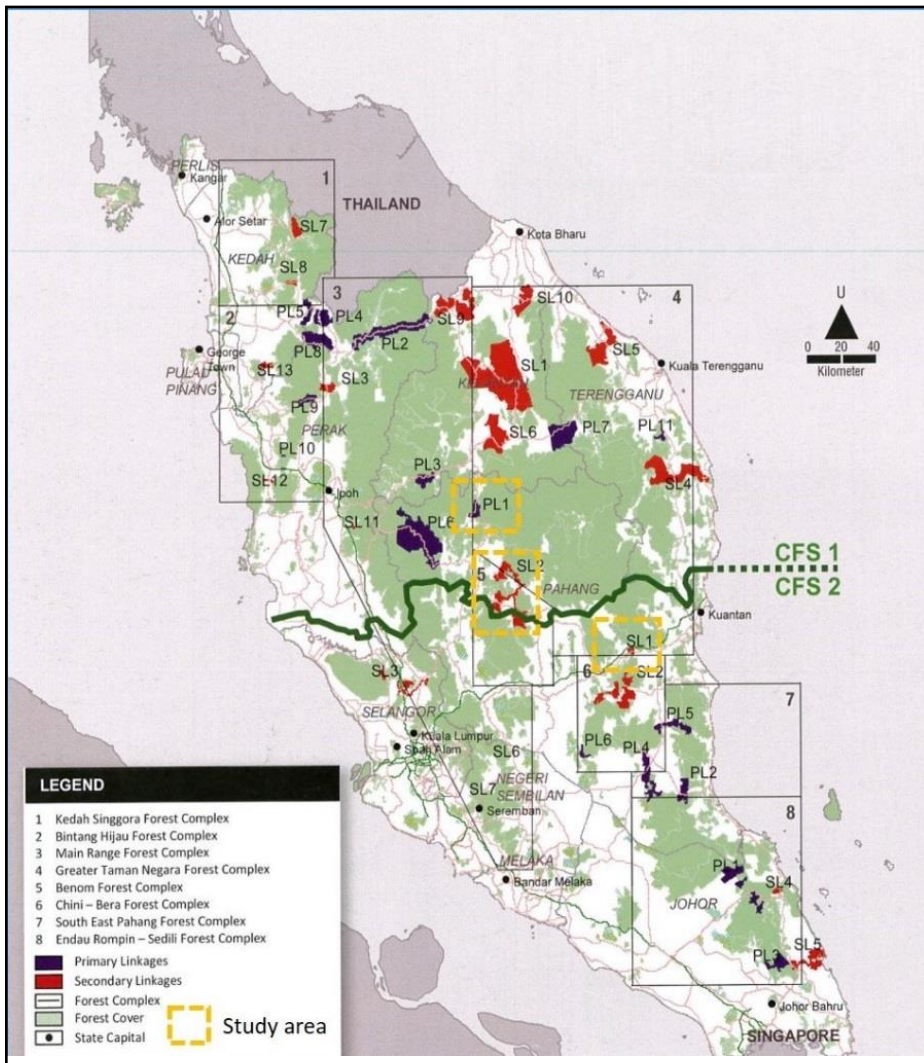 1
PERLIS
Kangar
THAILAND
Alor Setar
SL7
Kota Bharu
KEDAH
SL8
3
SL10
4
U
PL5
PL4
SL9
2
PL2
SL5
0 20 40
Kilometer
George
Town
PL8
SL1
Kuala Terengganu
PULAU
PINANG
SL13
SL3
TERENGGANU
PL9
SL6
PL7
PL11
PERAK
PL10
PL3
SL4
SL12
Ipoh
PL1
SL11
PL6
CFS 1
CFS 2
5
SL2
PAHANG
Kuantan
SL1
6
SL2
SL3
7
SELANGOR
PL5
Kuala Lumpur
SL6
PL6
PL4
Shah Alam
PL2
NEGERI
SEMBILAN
SL7
Seremban
8
MELAKA
Bandar Melaka
PL1
SL4
JOHOR
PL3
SL5
Johor Bahru
SINGAPORE
LEGEND
1 Kedah Singgora Forest Complex
2 Bintang Hijau Forest Complex
3 Main Range Forest Complex
4 Greater Taman Negara Forest Complex
5 Benom Forest Complex
6 Chini – Bera Forest Complex
7 South East Pahang Forest Complex
8 Endau Rompin – Sedili Forest Complex
Primary Linkages
Secondary Linkages
Forest Complex
Forest Cover
State Capital
Study area